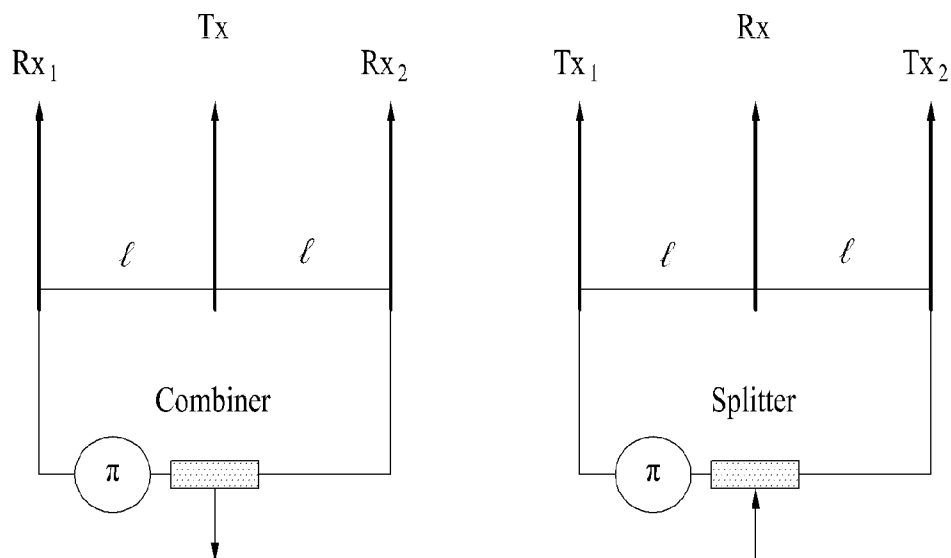 Tx
Rx₁ Rx₂
ℓ ℓ
Combiner
π
Rx
Tx₁ Tx₂
ℓ ℓ
Splitter
π